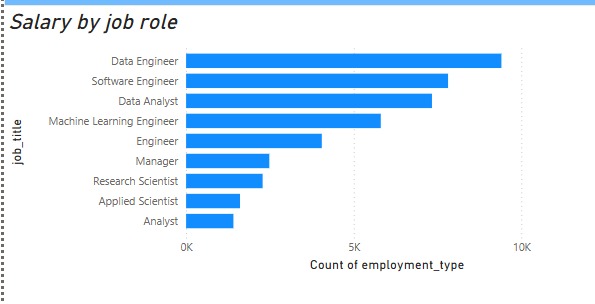 Salary by job role
job_title
Data Engineer
Software Engineer
Data Analyst
Machine Learning Engineer
Engineer
Manager
Research Scientist
Applied Scientist
Analyst
0K 5K 10K
Count of employment_type